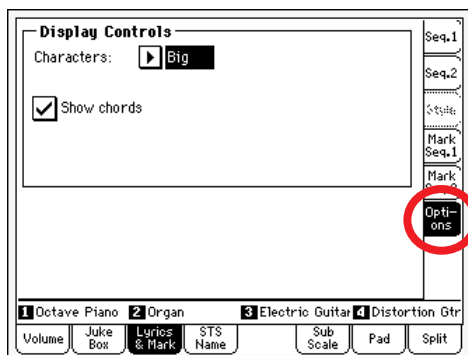 Display Controls
Characters: Big
Show chords
Seq.1
Seq.2
Style
Mark
Seq.1
Mark
Opti-
ons
1 Octave Piano 2 Organ 3 Electric Guitar 4 Distortion Gtr
Volume
Juke
Box
Lyrics
& Mark
STS
Name
Sub
Scale
Pad
Split